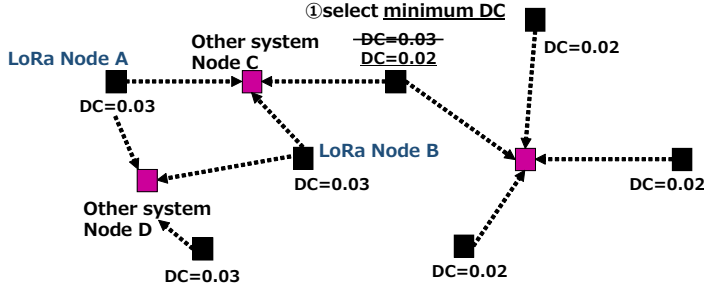 ①select minimum DC
DC=0.03
DC=0.02
DC=0.02
Other system
Node C
LoRa Node A
DC=0.03
LoRa Node B
DC=0.03
DC=0.02
Other system
Node D
DC=0.03
DC=0.02